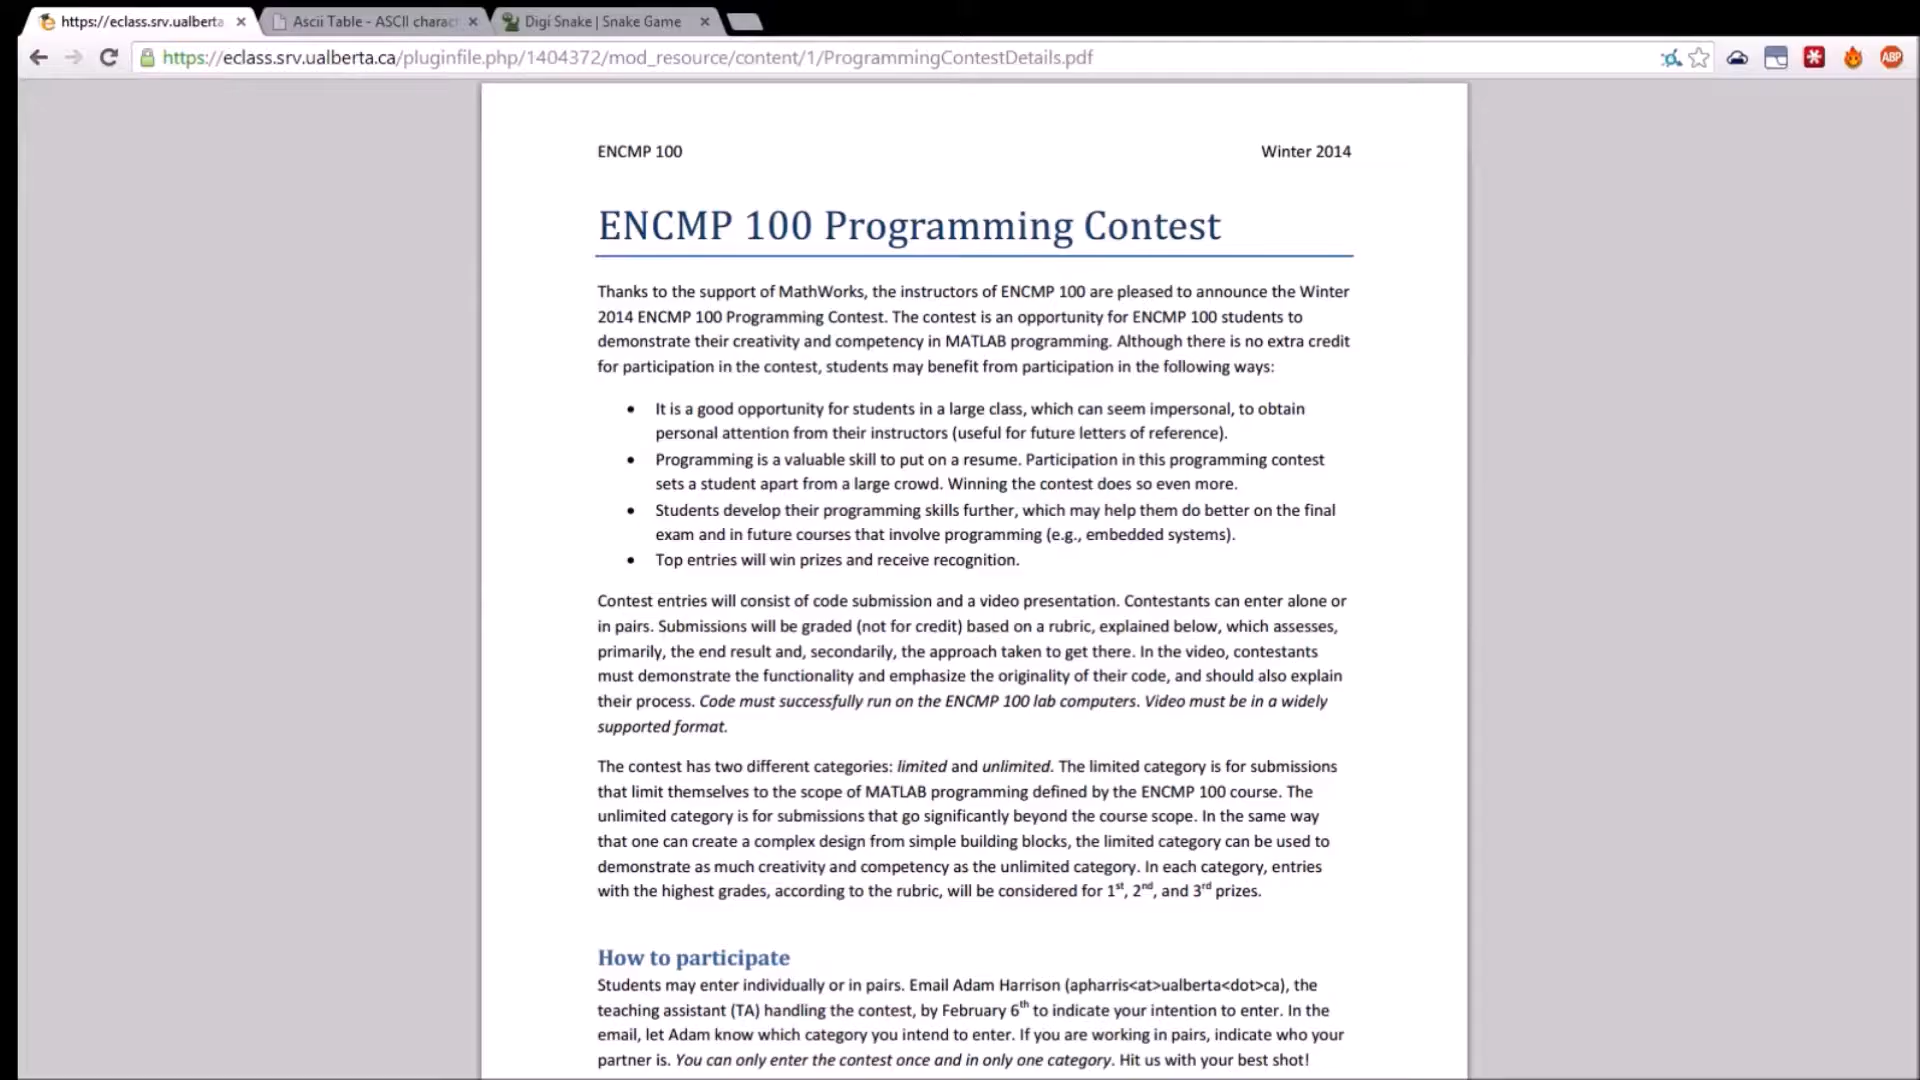 https://eclass.srv.ualberta
Ascii Table - ASCII charac
Digi Snake | Snake Game
https://eclass.srv.ualberta.ca/pluginfile.php/1404372/mod_resource/content/1/ProgrammingContestDetails.pdf
ABP
ENCMP 100
Winter 2014
ENCMP 100 Programming Contest
Thanks to the support of MathWorks, the instructors of ENCMP 100 are pleased to announce the Winter
2014 ENCMP 100 Programming Contest. The contest is an opportunity for ENCMP 100 students to
demonstrate their creativity and competency in MATLAB programming. Although there is no extra credit
for participation in the contest, students may benefit from participation in the following ways:
• It is a good opportunity for students in a large class, which can seem impersonal, to obtain
personal attention from their instructors (useful for future letters of reference).
• Programming is a valuable skill to put on a resume. Participation in this programming contest
sets a student apart from a large crowd. Winning the contest does so even more.
• Students develop their programming skills further, which may help them do better on the final
exam and in future courses that involve programming (e.g., embedded systems).
• Top entries will win prizes and receive recognition.
Contest entries will consist of code submission and a video presentation. Contestants can enter alone or
in pairs. Submissions will be graded (not for credit) based on a rubric, explained below, which assesses,
primarily, the end result and, secondarily, the approach taken to get there. In the video, contestants
must demonstrate the functionality and emphasize the originality of their code, and should also explain
their process. Code must successfully run on the ENCMP 100 lab computers. Video must be in a widely
supported format.
The contest has two different categories: limited and unlimited. The limited category is for submissions
that limit themselves to the scope of MATLAB programming defined by the ENCMP 100 course. The
unlimited category is for submissions that go significantly beyond the course scope. In the same way
that one can create a complex design from simple building blocks, the limited category can be used to
demonstrate as much creativity and competency as the unlimited category. In each category, entries
with the highest grades, according to the rubric, will be considered for 1st, 2nd, and 3rd prizes.
How to participate
Students may enter individually or in pairs. Email Adam Harrison (apharris<at>ualberta<dot>ca), the
teaching assistant (TA) handling the contest, by February 6th to indicate your intention to enter. In the
email, let Adam know which category you intend to enter. If you are working in pairs, indicate who your
partner is. You can only enter the contest once and in only one category. Hit us with your best shot!